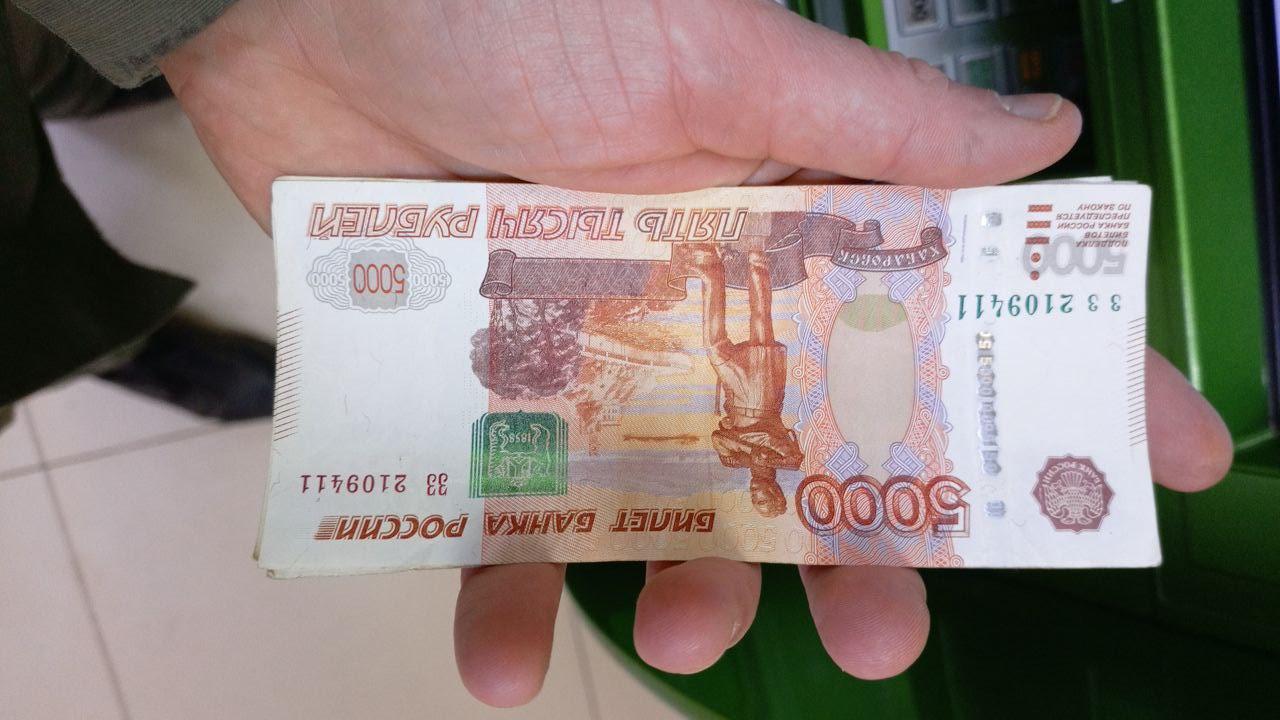 БАНК РОССИИ
5000
БИЛЕТ БАНКА РОССИИ
зз 2109411
1858
зз 2109411
5000
ПОДДЕЛКА
БИЛЕТОВ
БАНКА РОССИИ
ПРЕСЛЕДУЕТСЯ
ПО ЗАКОНУ
ХАБАРОВСК
5000 5000 5000
ПЯТЬ ТЫСЯЧ РУБЛЕЙ